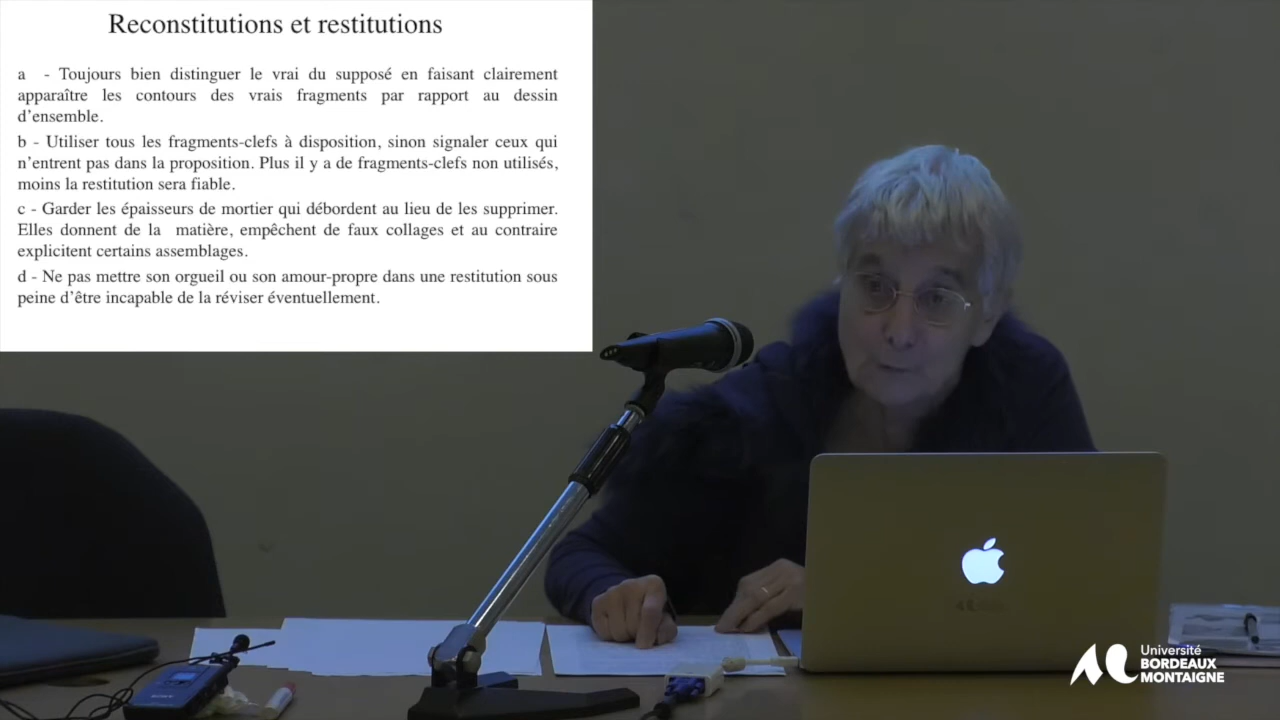 Reconstitutions et restitutions
a - Toujours bien distinguer le vrai du supposé en faisant clairement
apparaître les contours des vrais fragments par rapport au dessin
d'ensemble.
b - Utiliser tous les fragments-clefs à disposition, sinon signaler ceux qui
n'entrent pas dans la proposition. Plus il y a de fragments-clefs non utilisés,
moins la restitution sera fiable.
c - Garder les épaisseurs de mortier qui débordent au lieu de les supprimer.
Elles donnent de la matière, empêchent de faux collages et au contraire
explicitent certains assemblages.
d - Ne pas mettre son orgueil ou son amour-propre dans une restitution sous
peine d'être incapable de la réviser éventuellement.
SONY
Université
BORDEAUX
MONTAIGNE